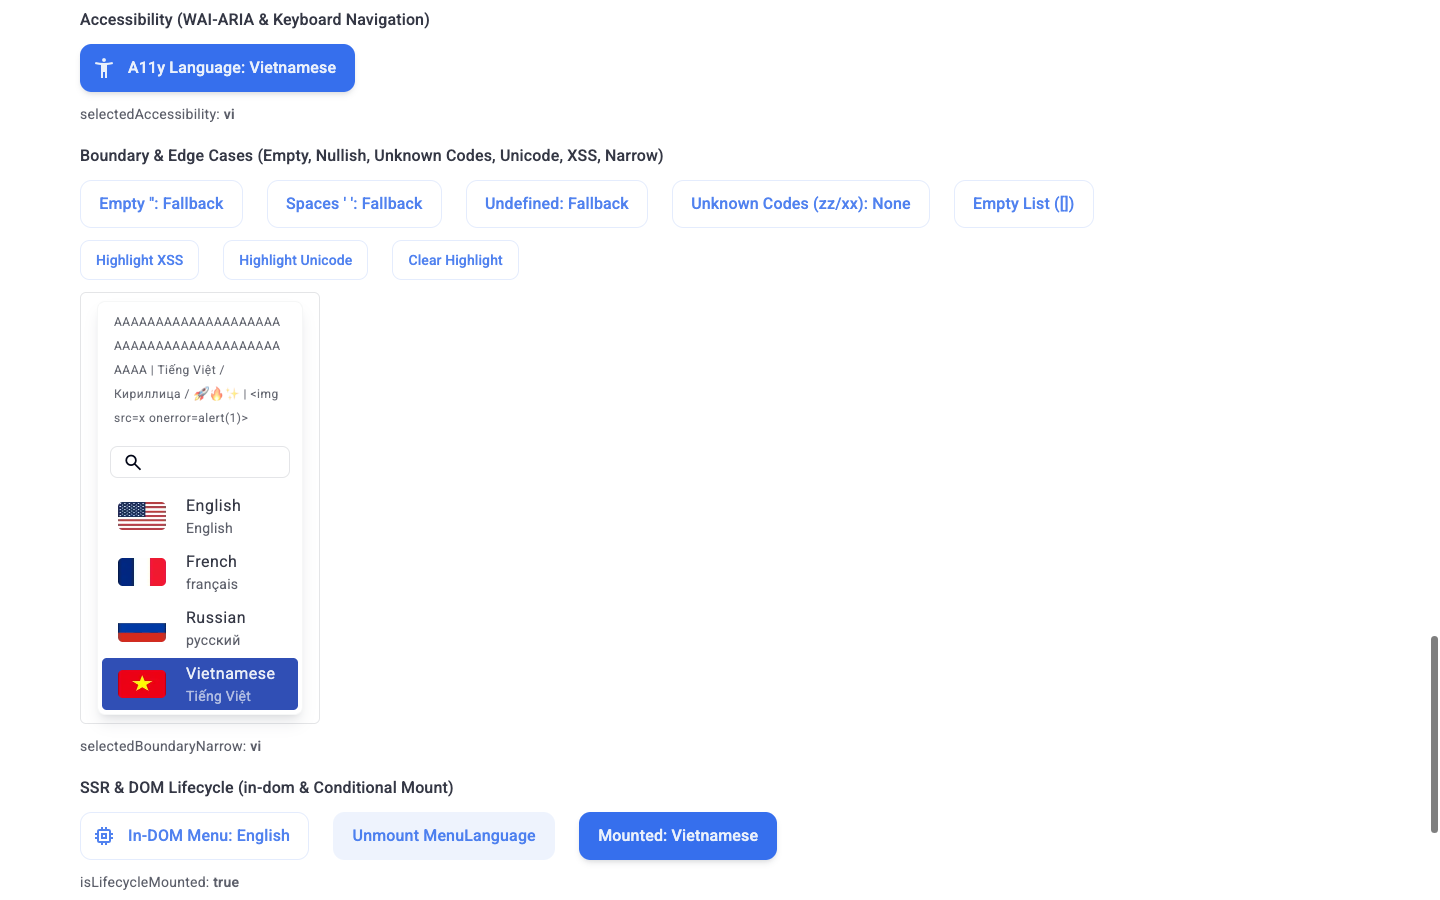 Accessibility (WAI-ARIA & Keyboard Navigation)
A11y Language: Vietnamese
selectedAccessibility: vi
Boundary & Edge Cases (Empty, Nullish, Unknown Codes, Unicode, XSS, Narrow)
Empty '': Fallback
Spaces ' ': Fallback
Undefined: Fallback
Unknown Codes (zz/xx): None
Empty List ([])
Highlight XSS
Highlight Unicode
Clear Highlight
AAAAAAAAAAAAAAAAAAAA
AAAAAAAAAAAAAAAAAAAA
AAAA | Tiếng Việt /
Кириллица / 🚀🔥✨ | <img
src=x onerror=alert(1)>
English
English
French
français
Russian
русский
Vietnamese
Tiếng Việt
selectedBoundaryNarrow: vi
SSR & DOM Lifecycle (in-dom & Conditional Mount)
In-DOM Menu: English
Unmount MenuLanguage
Mounted: Vietnamese
isLifecycleMounted: true